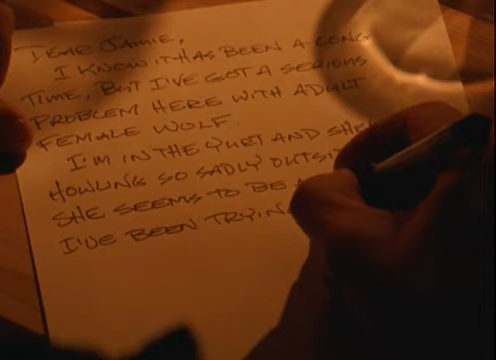 DEAR JAMIE,
I KNOW IT HAS BEEN A LONG
TIME, BUT I'VE GOT A SERIOUS
PROBLEM HERE WITH ADULT
FEMALE WOLF.
I'M IN THE QUET AND SHE
HOWLING SO SADLY OUTSI
SHE SEEMS TO BE
I'VE BEEN TRYIN